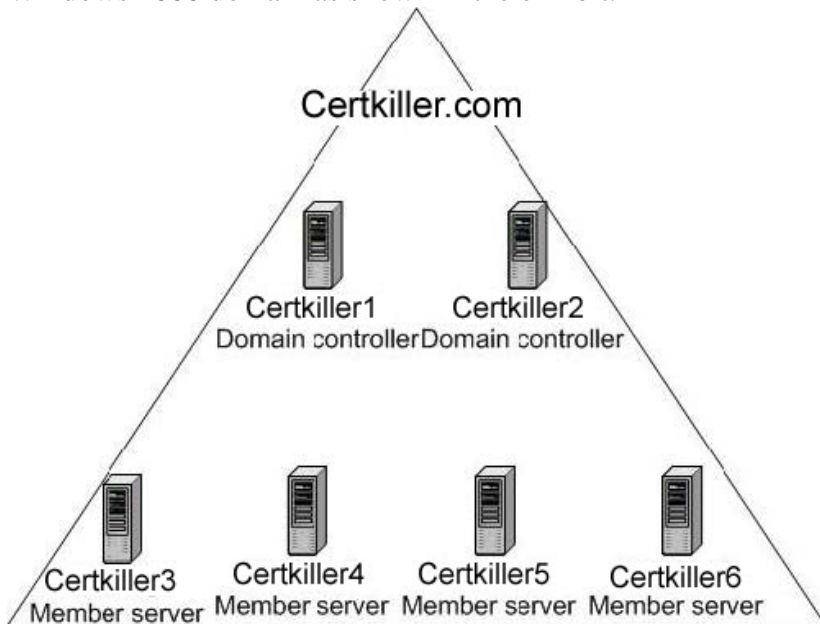 Certkiller.com
Certkiller1 Certkiller2
Domain controller Domain controller
Certkiller3 Certkiller4 Certkiller5 Certkiller6
Member server Member server Member server Member server